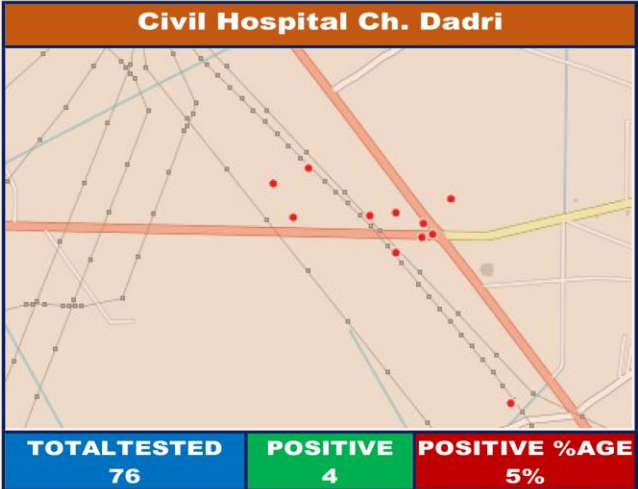 Civil Hospital Ch. Dadri
TOTALTESTED
76
POSITIVE
4
POSITIVE %AGE
5%